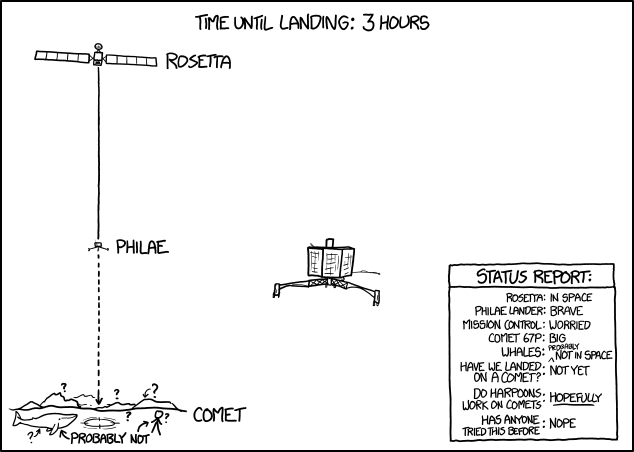 TIME UNTIL LANDING: 3 HOURS
ROSETTA
PHILAE
COMET
? ? ?
? ?
? PROBABLY NOT
STATUS REPORT:
ROSETTA: IN SPACE
PHILAE LANDER: BRAVE
MISSION CONTROL: WORRIED
COMET 67P: BIG
WHALES: ^PROBABLY NOT IN SPACE
HAVE WE LANDED ON A COMET?: NOT YET
DO HARPOONS WORK ON COMETS: HOPEFULLY
HAS ANYONE TRIED THIS BEFORE: NOPE